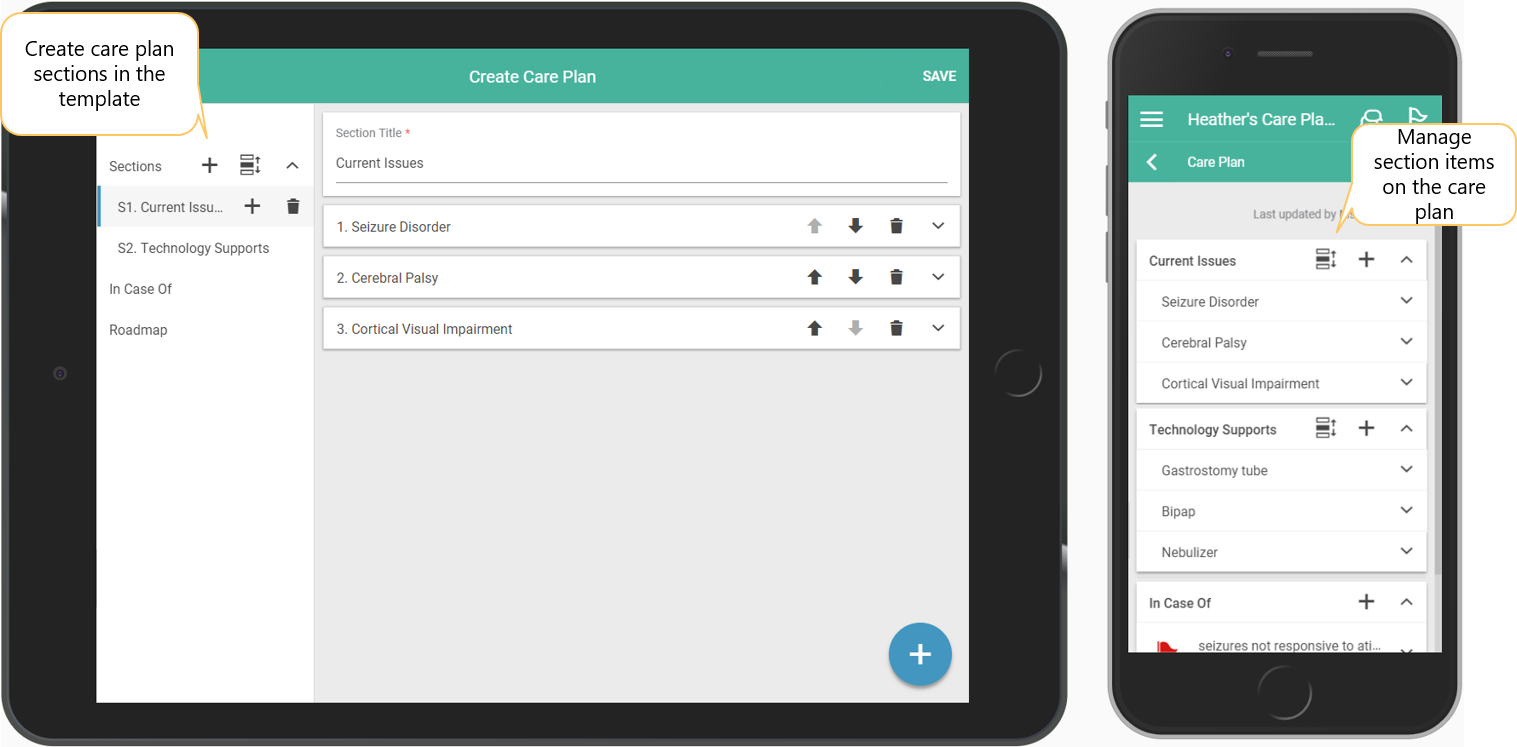 Create care plan
sections in the
template
Create Care Plan
SAVE
Sections
S1. Current Issu...
S2. Technology Supports
In Case Of
Roadmap
Section Title *
Current Issues
1. Seizure Disorder
2. Cerebral Palsy
3. Cortical Visual Impairment
Heather's Care Pla...
Care Plan
Manage
section items
on the care
plan
Last updated by
Current Issues
Seizure Disorder
Cerebral Palsy
Cortical Visual Impairment
Technology Supports
Gastrostomy tube
Bipap
Nebulizer
In Case Of
seizures not responsive to ati...